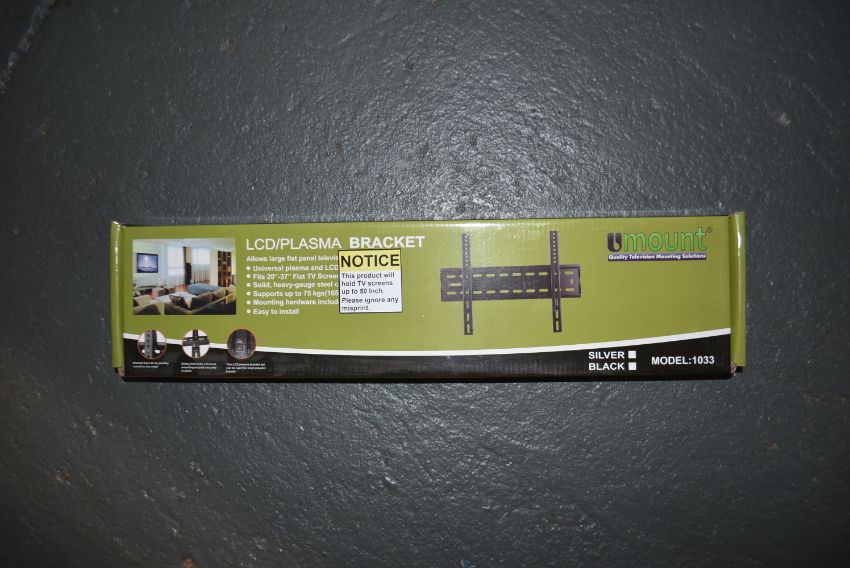 LCD/PLASMA BRACKET
Allows large flat panel televi
• Universal plasma and LCD
• Fits 20"-37" Flat TV Scree
• Solid, heavy-gauge steel c
• Supports up to 75 kgs(165
• Mounting hardware includ
• Easy to install
NOTICE
This product will
hold TV screens
up to 50 Inch.
Please ignore any
misprint.
umount®
Quality Television Mounting Solutions
SILVER
BLACK
MODEL:1033